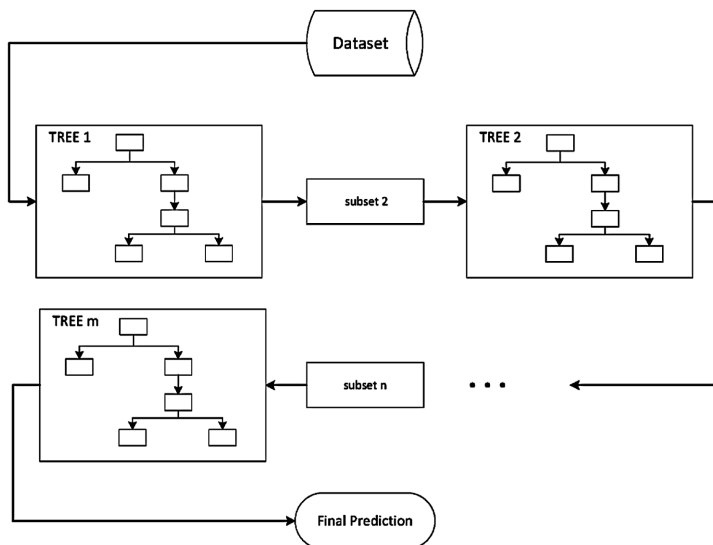 Dataset
TREE 1
subset 2
TREE 2
TREE m
subset n
• • •
Final Prediction